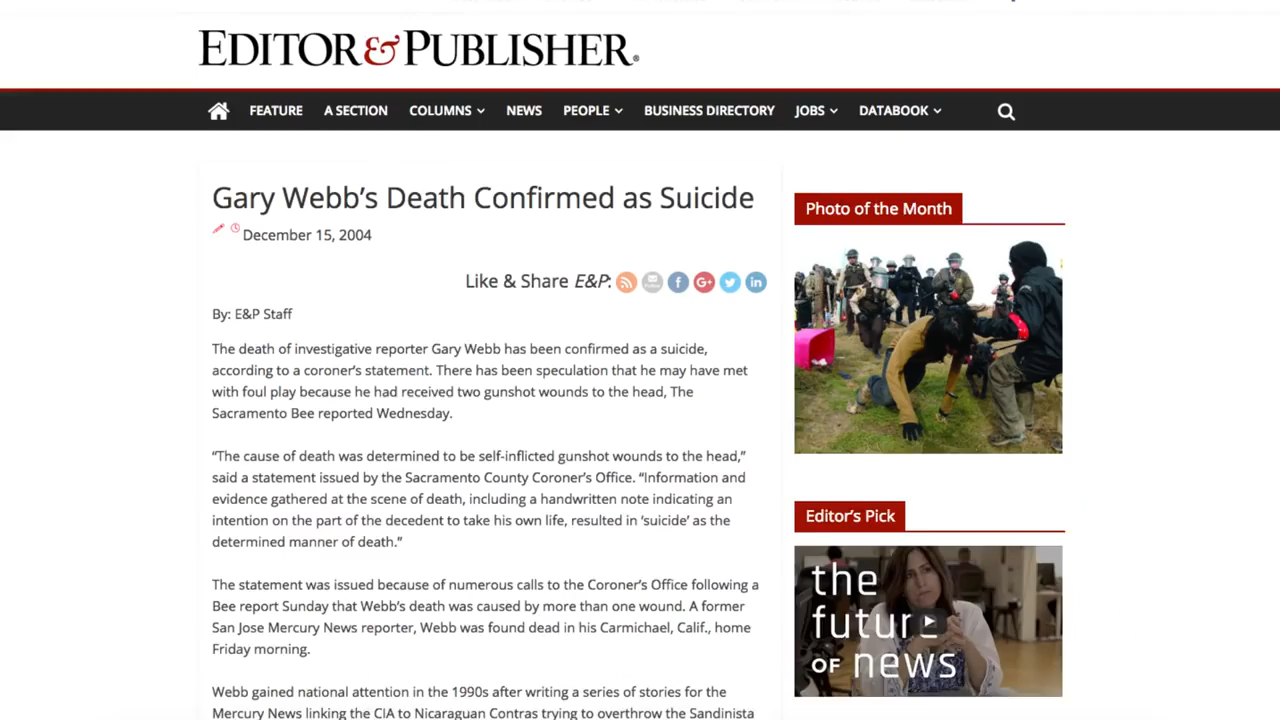 EDITOR&PUBLISHER®
FEATURE A SECTION COLUMNS NEWS PEOPLE BUSINESS DIRECTORY JOBS DATABOOK
Gary Webb’s Death Confirmed as Suicide
December 15, 2004
Like & Share E&P:
By: E&P Staff
The death of investigative reporter Gary Webb has been confirmed as a suicide,
according to a coroner’s statement. There has been speculation that he may have met
with foul play because he had received two gunshot wounds to the head, The
Sacramento Bee reported Wednesday.
“The cause of death was determined to be self-inflicted gunshot wounds to the head,”
said a statement issued by the Sacramento County Coroner’s Office. “Information and
evidence gathered at the scene of death, including a handwritten note indicating an
intention on the part of the decedent to take his own life, resulted in ‘suicide’ as the
determined manner of death.”
The statement was issued because of numerous calls to the Coroner’s Office following a
Bee report Sunday that Webb’s death was caused by more than one wound. A former
San Jose Mercury News reporter, Webb was found dead in his Carmichael, Calif., home
Friday morning.
Webb gained national attention in the 1990s after writing a series of stories for the
Mercury News linking the CIA to Nicaraguan Contras trying to overthrow the Sandinista
Photo of the Month
Editor’s Pick
the
future
OF news